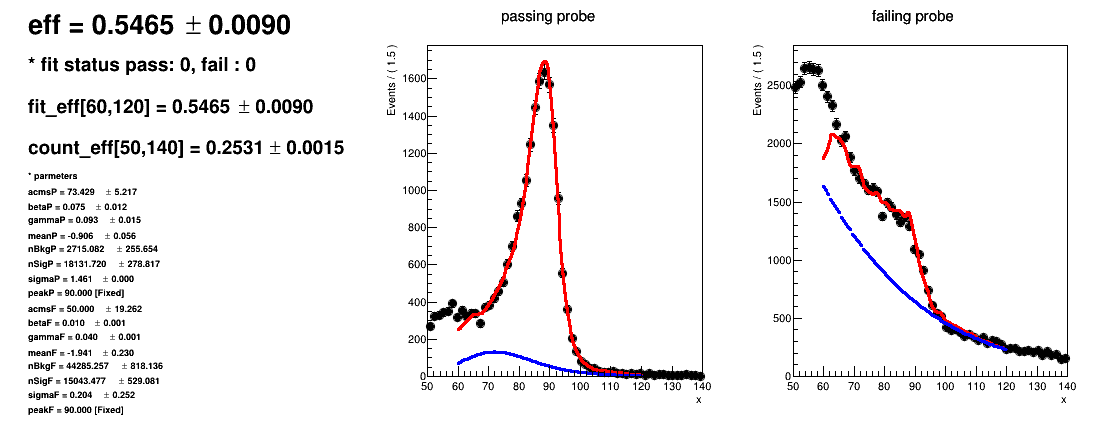 eff = 0.5465 ± 0.0090
* fit status pass: 0, fail : 0
fit_eff[60,120] = 0.5465 ± 0.0090
count_eff[50,140] = 0.2531 ± 0.0015
* parmeters
acmsP = 73.429 ± 5.217
betaP = 0.075 ± 0.012
gammaP = 0.093 ± 0.015
meanP = -0.906 ± 0.056
nBkgP = 2715.082 ± 255.654
nSigP = 18131.720 ± 278.817
sigmaP = 1.461 ± 0.000
peakP = 90.000 [Fixed]
acmsF = 50.000 ± 19.262
betaF = 0.010 ± 0.001
gammaF = 0.040 ± 0.001
meanF = -1.941 ± 0.230
nBkgF = 44285.257 ± 818.136
nSigF = 15043.477 ± 529.081
sigmaF = 0.204 ± 0.252
peakF = 90.000 [Fixed]
passing probe
Events / ( 1.5 )
1600
1400
1200
1000
800
600
400
200
0
50 60 70 80 90 100 110 120 130 140
x
failing probe
Events / ( 1.5 )
2500
2000
1500
1000
500
0
50 60 70 80 90 100 110 120 130 140
x